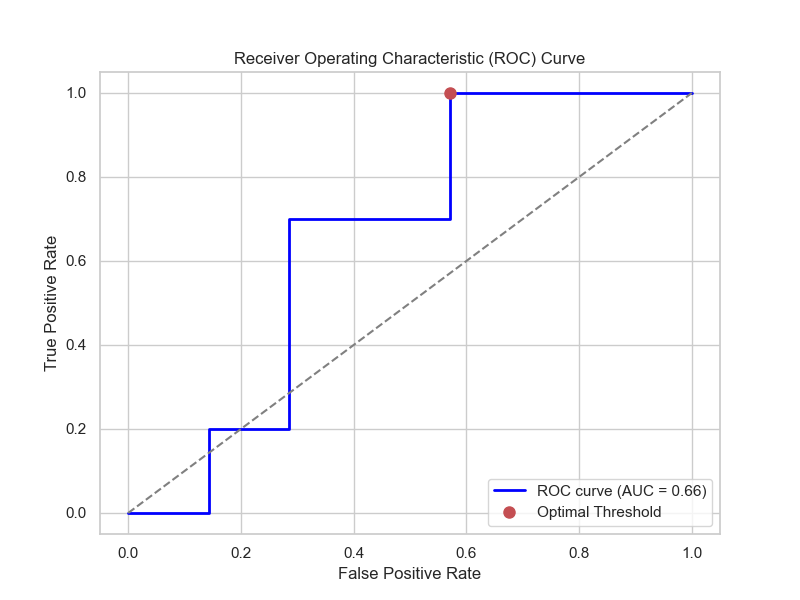 Receiver Operating Characteristic (ROC) Curve
True Positive Rate
1.0
0.8
0.6
0.4
0.2
0.0
ROC curve (AUC = 0.66)
Optimal Threshold
0.0 0.2 0.4 0.6 0.8 1.0
False Positive Rate